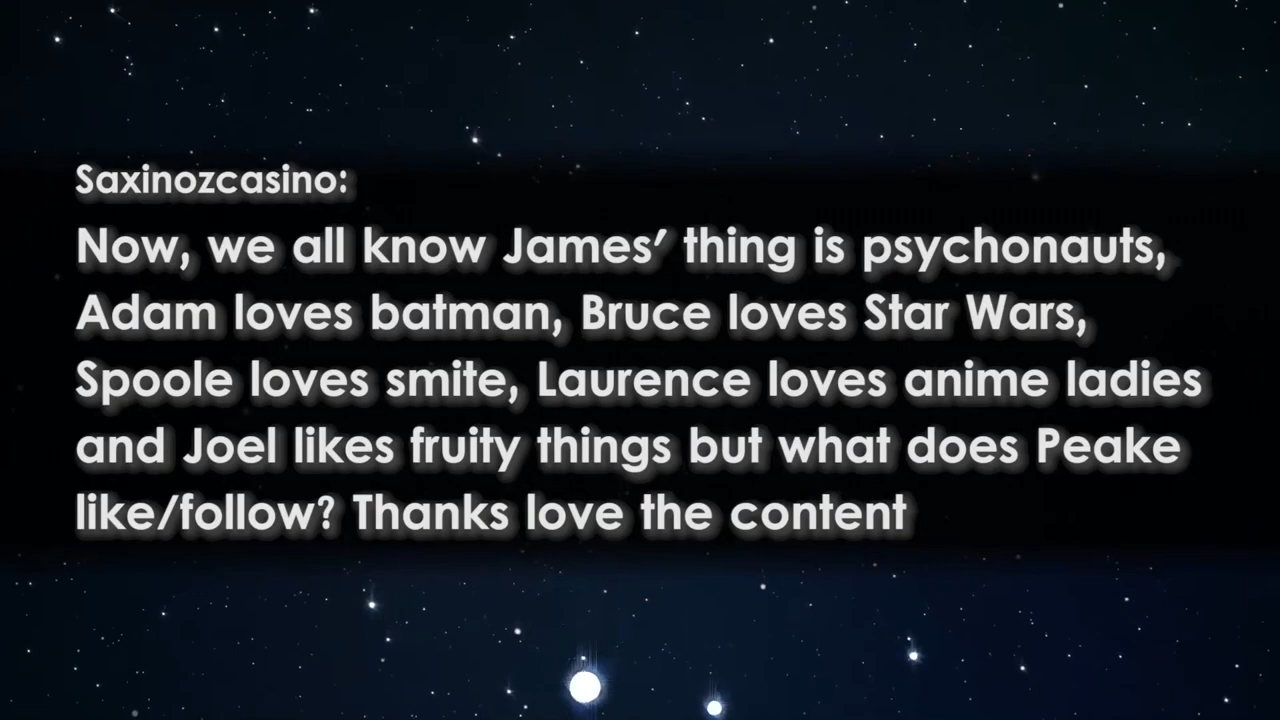 Saxinozcasino:
Now, we all know James’ thing is psychonauts,
Adam loves batman, Bruce loves Star Wars,
Spoole loves smite, Laurence loves anime ladies
and Joel likes fruity things but what does Peake
like/follow? Thanks love the content